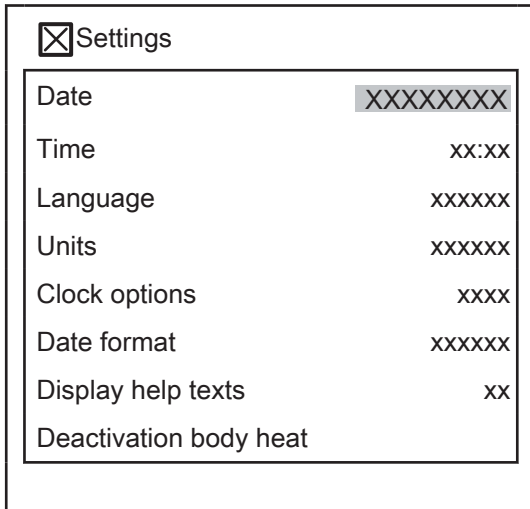 Settings
Date XXXXXXXX
Time xx:xx
Language xxxxxx
Units xxxxxx
Clock options xxxx
Date format xxxxxx
Display help texts xx
Deactivation body heat